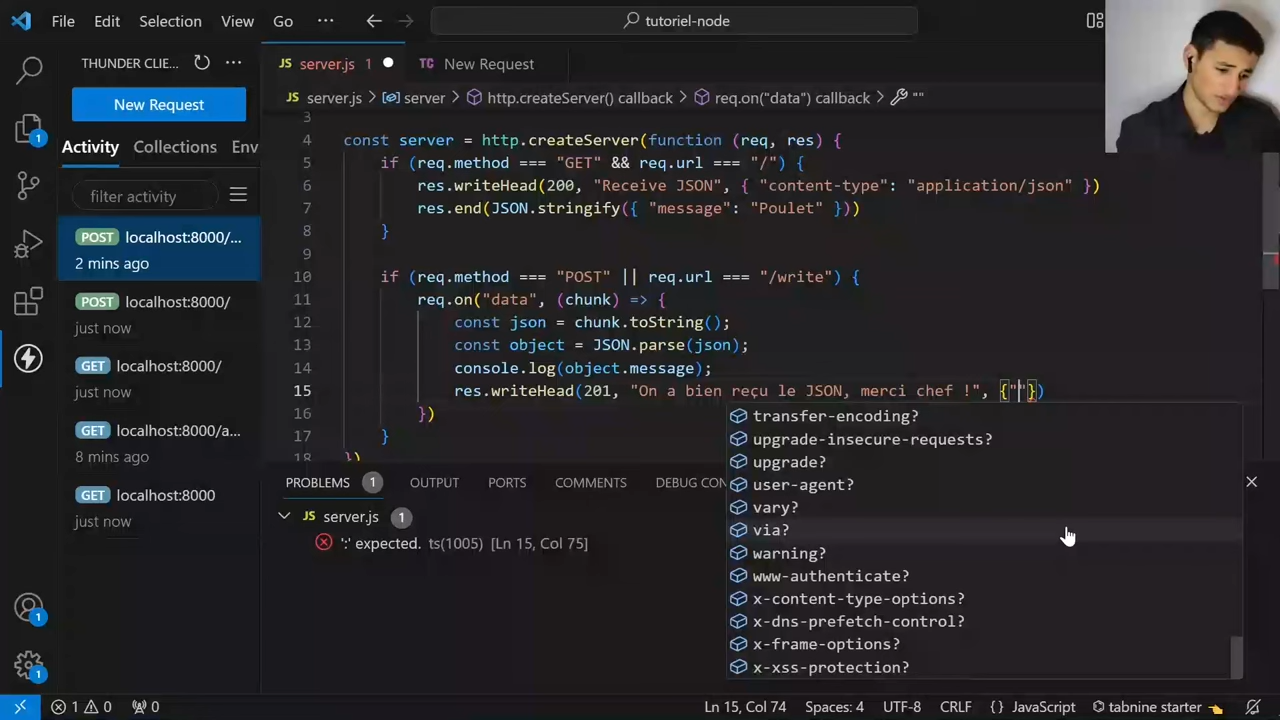 File Edit Selection View Go ··· tutoriel-node
THUNDER CLIE... ···
New Request
Activity Collections Env
filter activity
POST localhost:8000/...
2 mins ago
POST localhost:8000/
just now
GET localhost:8000/
just now
GET localhost:8000/a...
8 mins ago
GET localhost:8000
just now
1
1
1
JS server.js 1 TC New Request
JS server.js > server > http.createServer() callback > req.on("data") callback > ""
3
4 const server = http.createServer(function (req, res) {
5 if (req.method === "GET" && req.url === "/") {
6 res.writeHead(200, "Receive JSON", { "content-type": "application/json" })
7 res.end(JSON.stringify({ "message": "Poulet" }))
8 }
9
10 if (req.method === "POST" || req.url === "/write") {
11 req.on("data", (chunk) => {
12 const json = chunk.toString();
13 const object = JSON.parse(json);
14 console.log(object.message);
15 res.writeHead(201, "On a bien reçu le JSON, merci chef !", {""})
16 })
17 }
18 })
transfer-encoding?
upgrade-insecure-requests?
upgrade?
user-agent?
vary?
via?
warning?
www-authenticate?
x-content-type-options?
x-dns-prefetch-control?
x-frame-options?
x-xss-protection?
PROBLEMS 1 OUTPUT PORTS COMMENTS DEBUG CON
JS server.js 1
':' expected. ts(1005) [Ln 15, Col 75]
1 0 0 Ln 15, Col 74 Spaces: 4 UTF-8 CRLF {} JavaScript tabnine starter